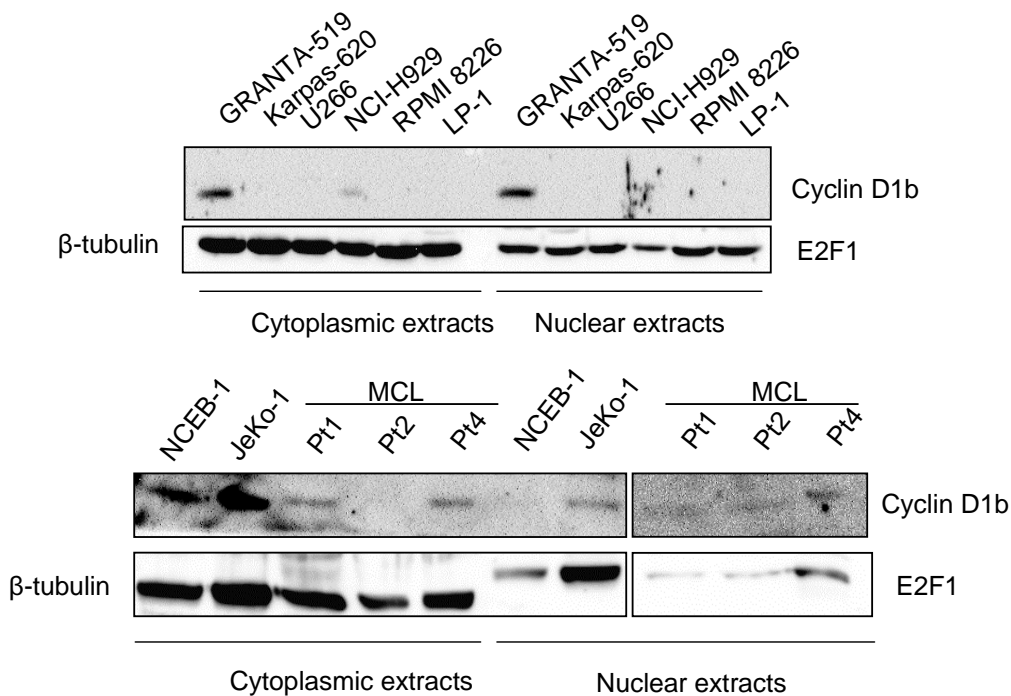 GRANTA-519 Karpas-620 U266 NCI-H929 RPMI 8226 LP-1 GRANTA-519 Karpas-620 U266 NCI-H929 RPMI 8226 LP-1
Cyclin D1b
β-tubulin E2F1
Cytoplasmic extracts Nuclear extracts
MCL MCL
NCEB-1 JeKo-1 Pt1 Pt2 Pt4 NCEB-1 JeKo-1 Pt1 Pt2 Pt4
Cyclin D1b
β-tubulin E2F1
Cytoplasmic extracts Nuclear extracts